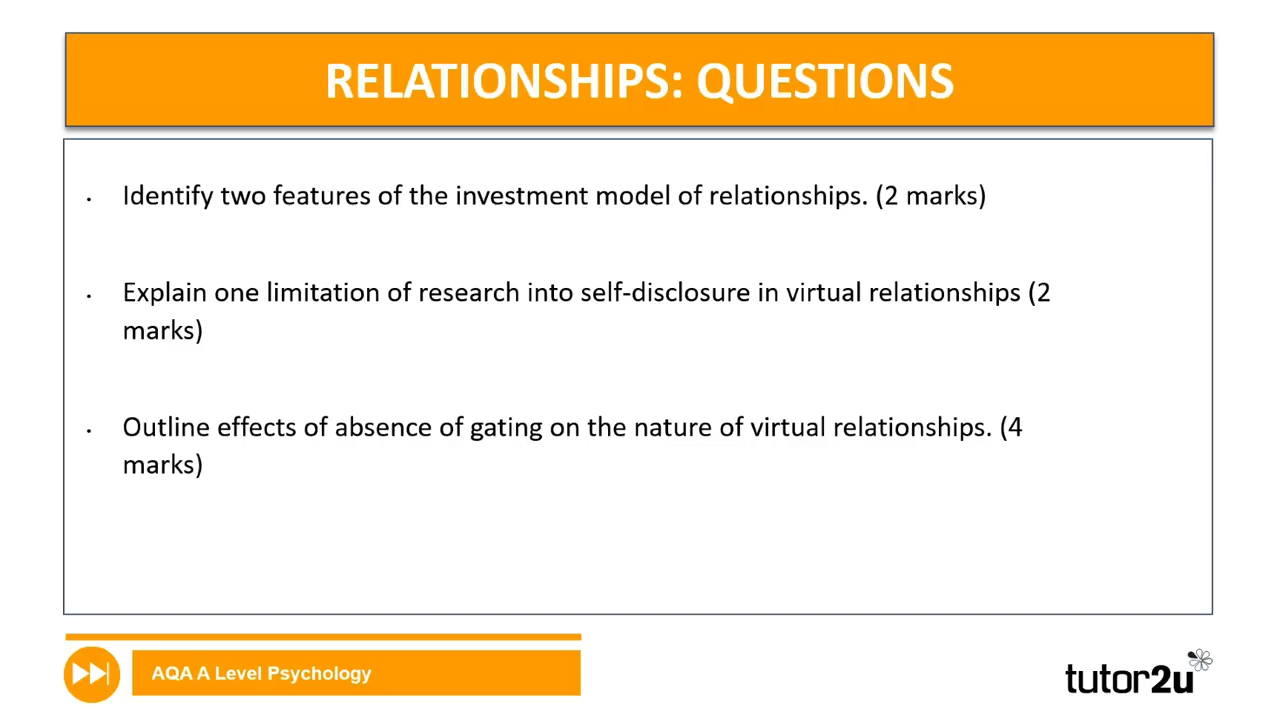 RELATIONSHIPS: QUESTIONS
• Identify two features of the investment model of relationships. (2 marks)
• Explain one limitation of research into self-disclosure in virtual relationships (2
marks)
• Outline effects of absence of gating on the nature of virtual relationships. (4
marks)
AQA A Level Psychology
tutor2u